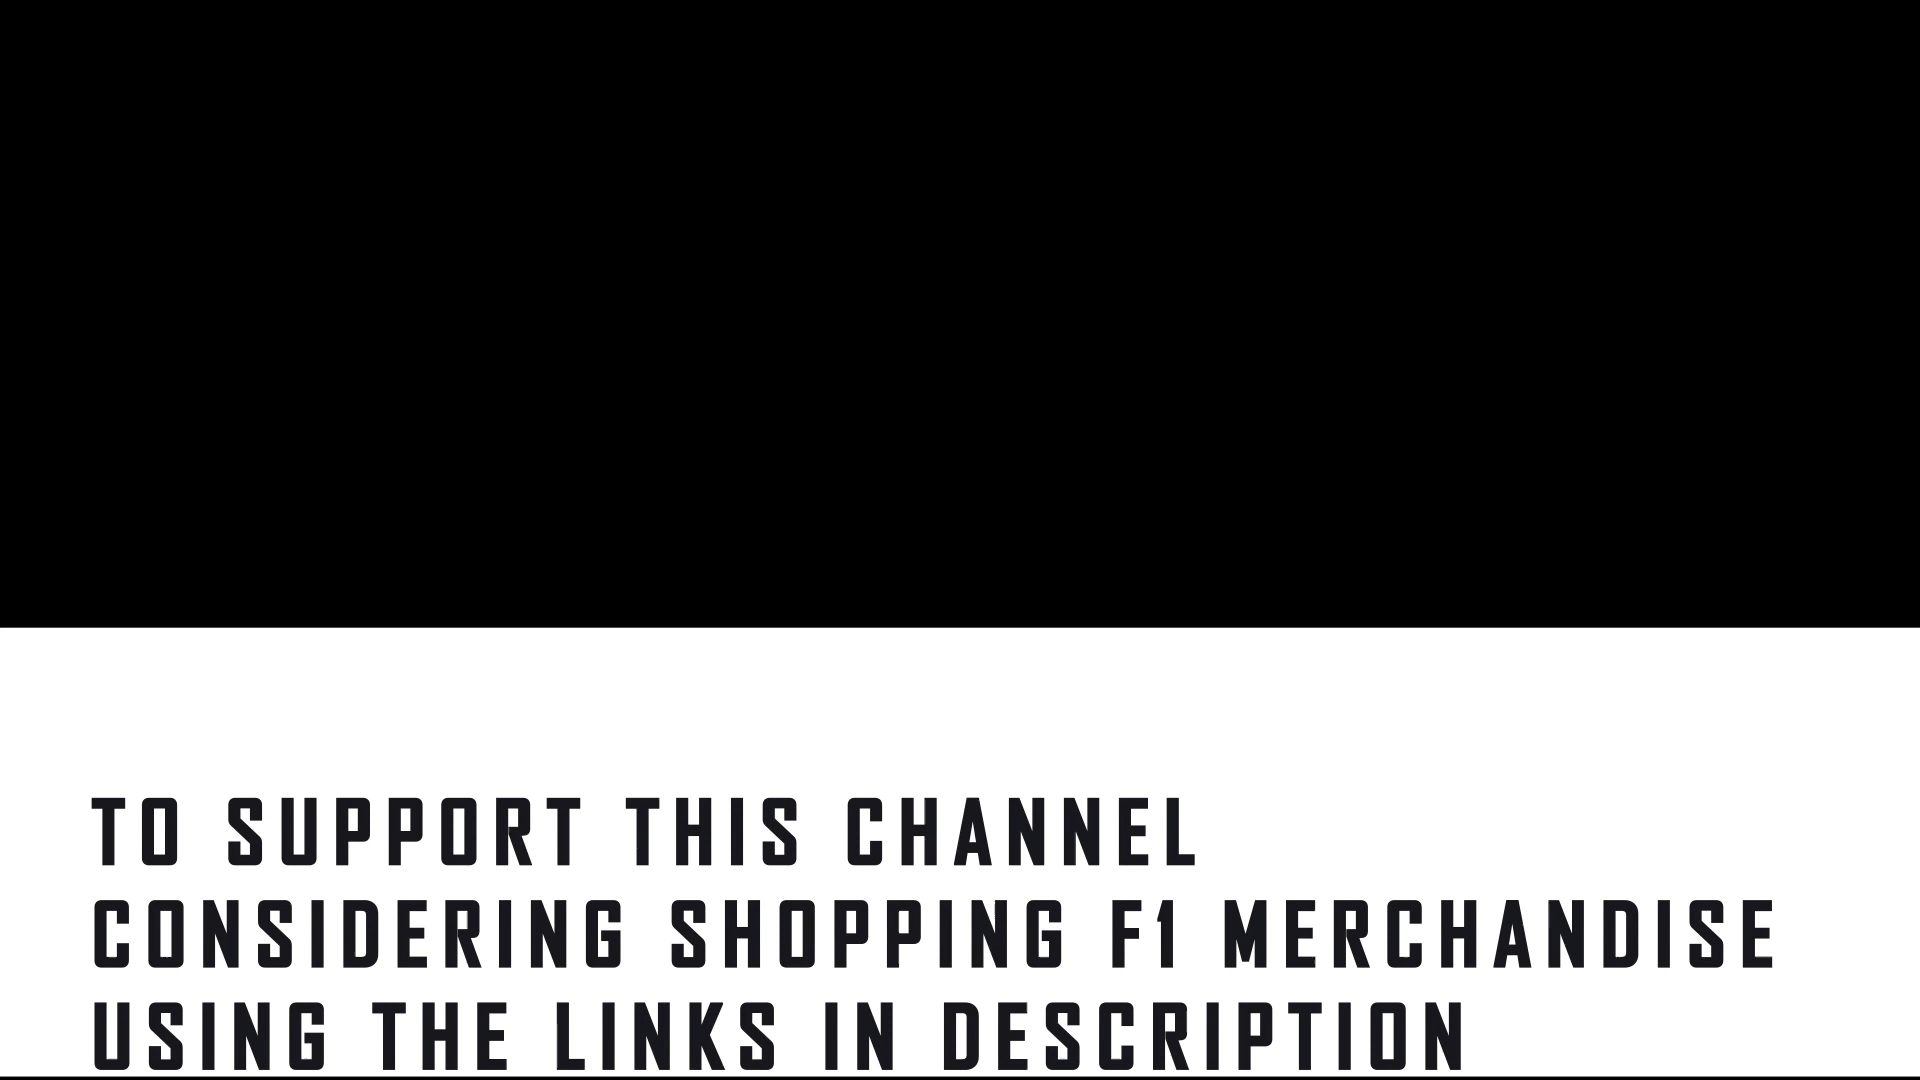 TO SUPPORT THIS CHANNEL
CONSIDERING SHOPPING F1 MERCHANDISE
USING THE LINKS IN DESCRIPTION